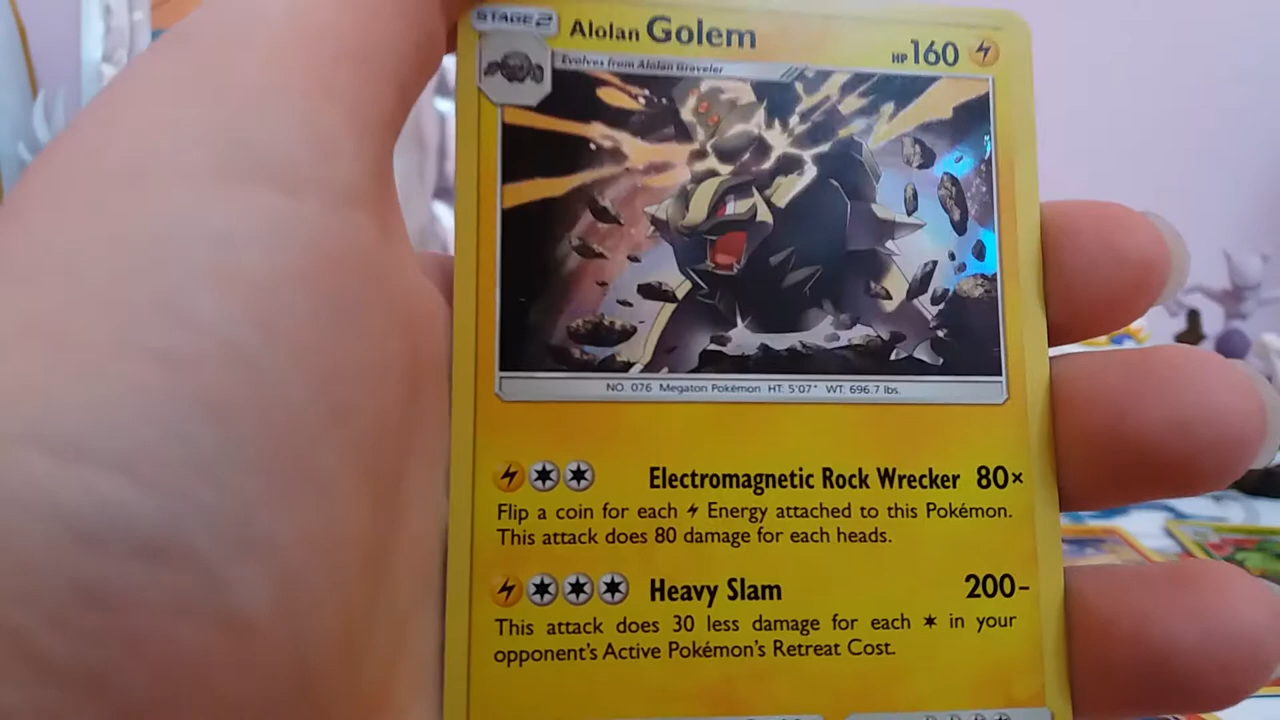 STAGE 2 Alolan Golem HP 160
Evolves from Alolan Graveler
NO. 076 Megaton Pokémon HT: 5'07" WT: 696.7 lbs.
Electromagnetic Rock Wrecker 80×
Flip a coin for each Energy attached to this Pokémon.
This attack does 80 damage for each heads.
Heavy Slam 200-
This attack does 30 less damage for each in your
opponent's Active Pokémon's Retreat Cost.